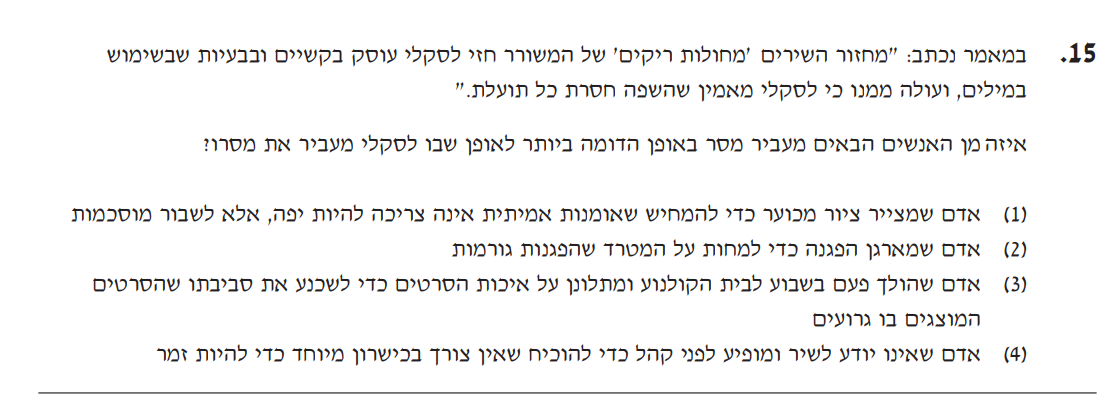 15. במאמר נכתב: "מחזור השירים 'מחולות ריקים' של המשורר חזי לסקלי עוסק בקשיים ובבעיות שבשימוש
במילים, ועולה ממנו כי לסקלי מאמין שהשפה חסרת כל תועלת."
איזה מן האנשים הבאים מעביר מסר באופן הדומה ביותר לאופן שבו לסקלי מעביר את מסרו?
(1) אדם שמצייר ציור מכוער כדי להמחיש שאומנות אמיתית אינה צריכה להיות יפה, אלא לשבור מוסכמות
(2) אדם שמארגן הפגנה כדי למחות על המטרד שהפגנות גורמות
(3) אדם שהולך פעם בשבוע לבית הקולנוע ומתלונן על איכות הסרטים כדי לשכנע את סביבתו שהסרטים
המוצגים בו גרועים
(4) אדם שאינו יודע לשיר ומופיע לפני קהל כדי להוכיח שאין צורך בכישרון מיוחד כדי להיות זמר